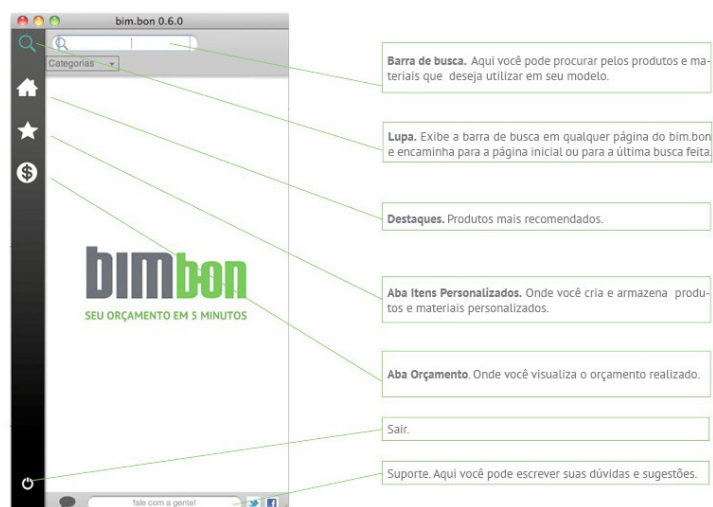 bim.bon 0.6.0
Categorias
Barra de busca. Aqui você pode procurar pelos produtos e ma-
teriais que deseja utilizar em seu modelo.
Lupa. Exibe a barra de busca em qualquer página do bim.bon
e encaminha para a página inicial ou para a última busca feita.
$
Destaques. Produtos mais recomendados.
bimbon
SEU ORÇAMENTO EM 5 MINUTOS
Aba Itens Personalizados. Onde você cria e armazena produ-
tos e materiais personalizados.
Aba Orçamento. Onde você visualiza o orçamento realizado.
Sair.
Suporte. Aqui você pode escrever suas dúvidas e sugestões.
fale com a gente!
f